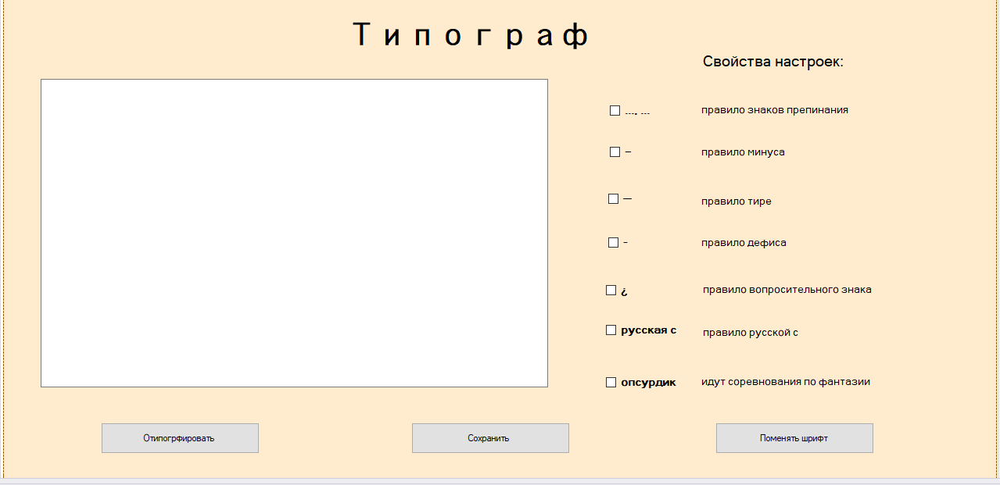 Типограф
Свойства настроек:
..., ... правило знаков препинания
– правило минуса
— правило тире
- правило дефиса
¿ правило вопросительного знака
русская с правило русской с
опсурдик идут соревнования по фантазии
Отипогрфировать Сохранить Поменять шрифт